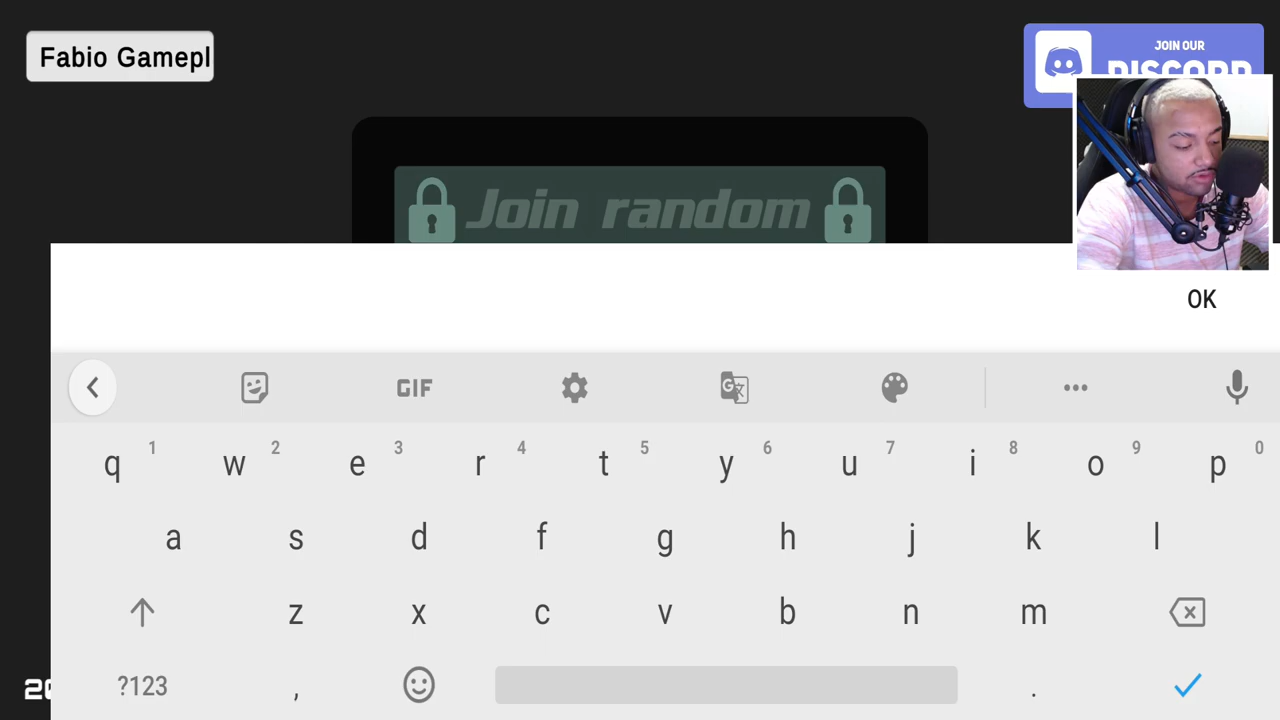 Fabio Gamepl
JOIN OUR
DISCORD
Join random
OK
GIF
q 1 w 2 e 3 r 4 t 5 y 6 u 7 i 8 o 9 p 0
a s d f g h j k l
z x c v b n m
?123 , .